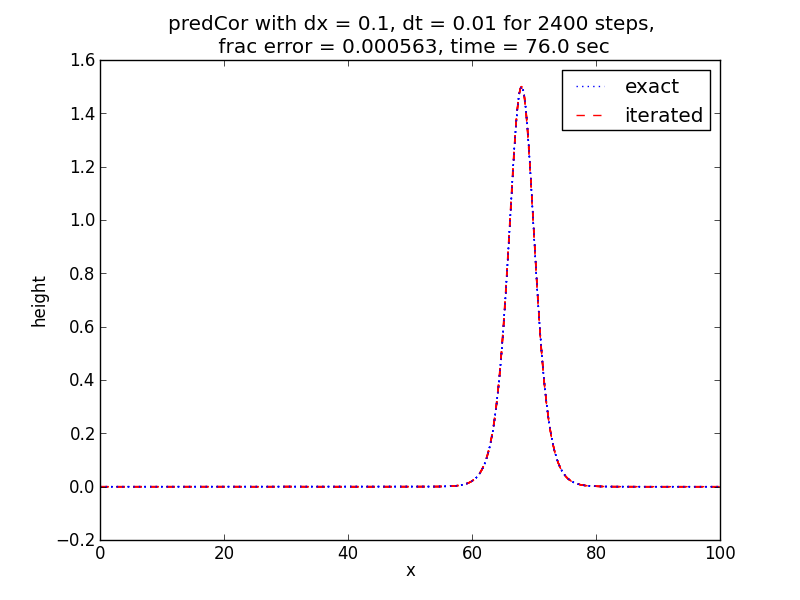 predCor with dx = 0.1, dt = 0.01 for 2400 steps,
frac error = 0.000563, time = 76.0 sec
1.6
1.4
1.2
1.0
0.8
0.6
0.4
0.2
0.0
−0.2
height
exact
iterated
0 20 40 60 80 100
x